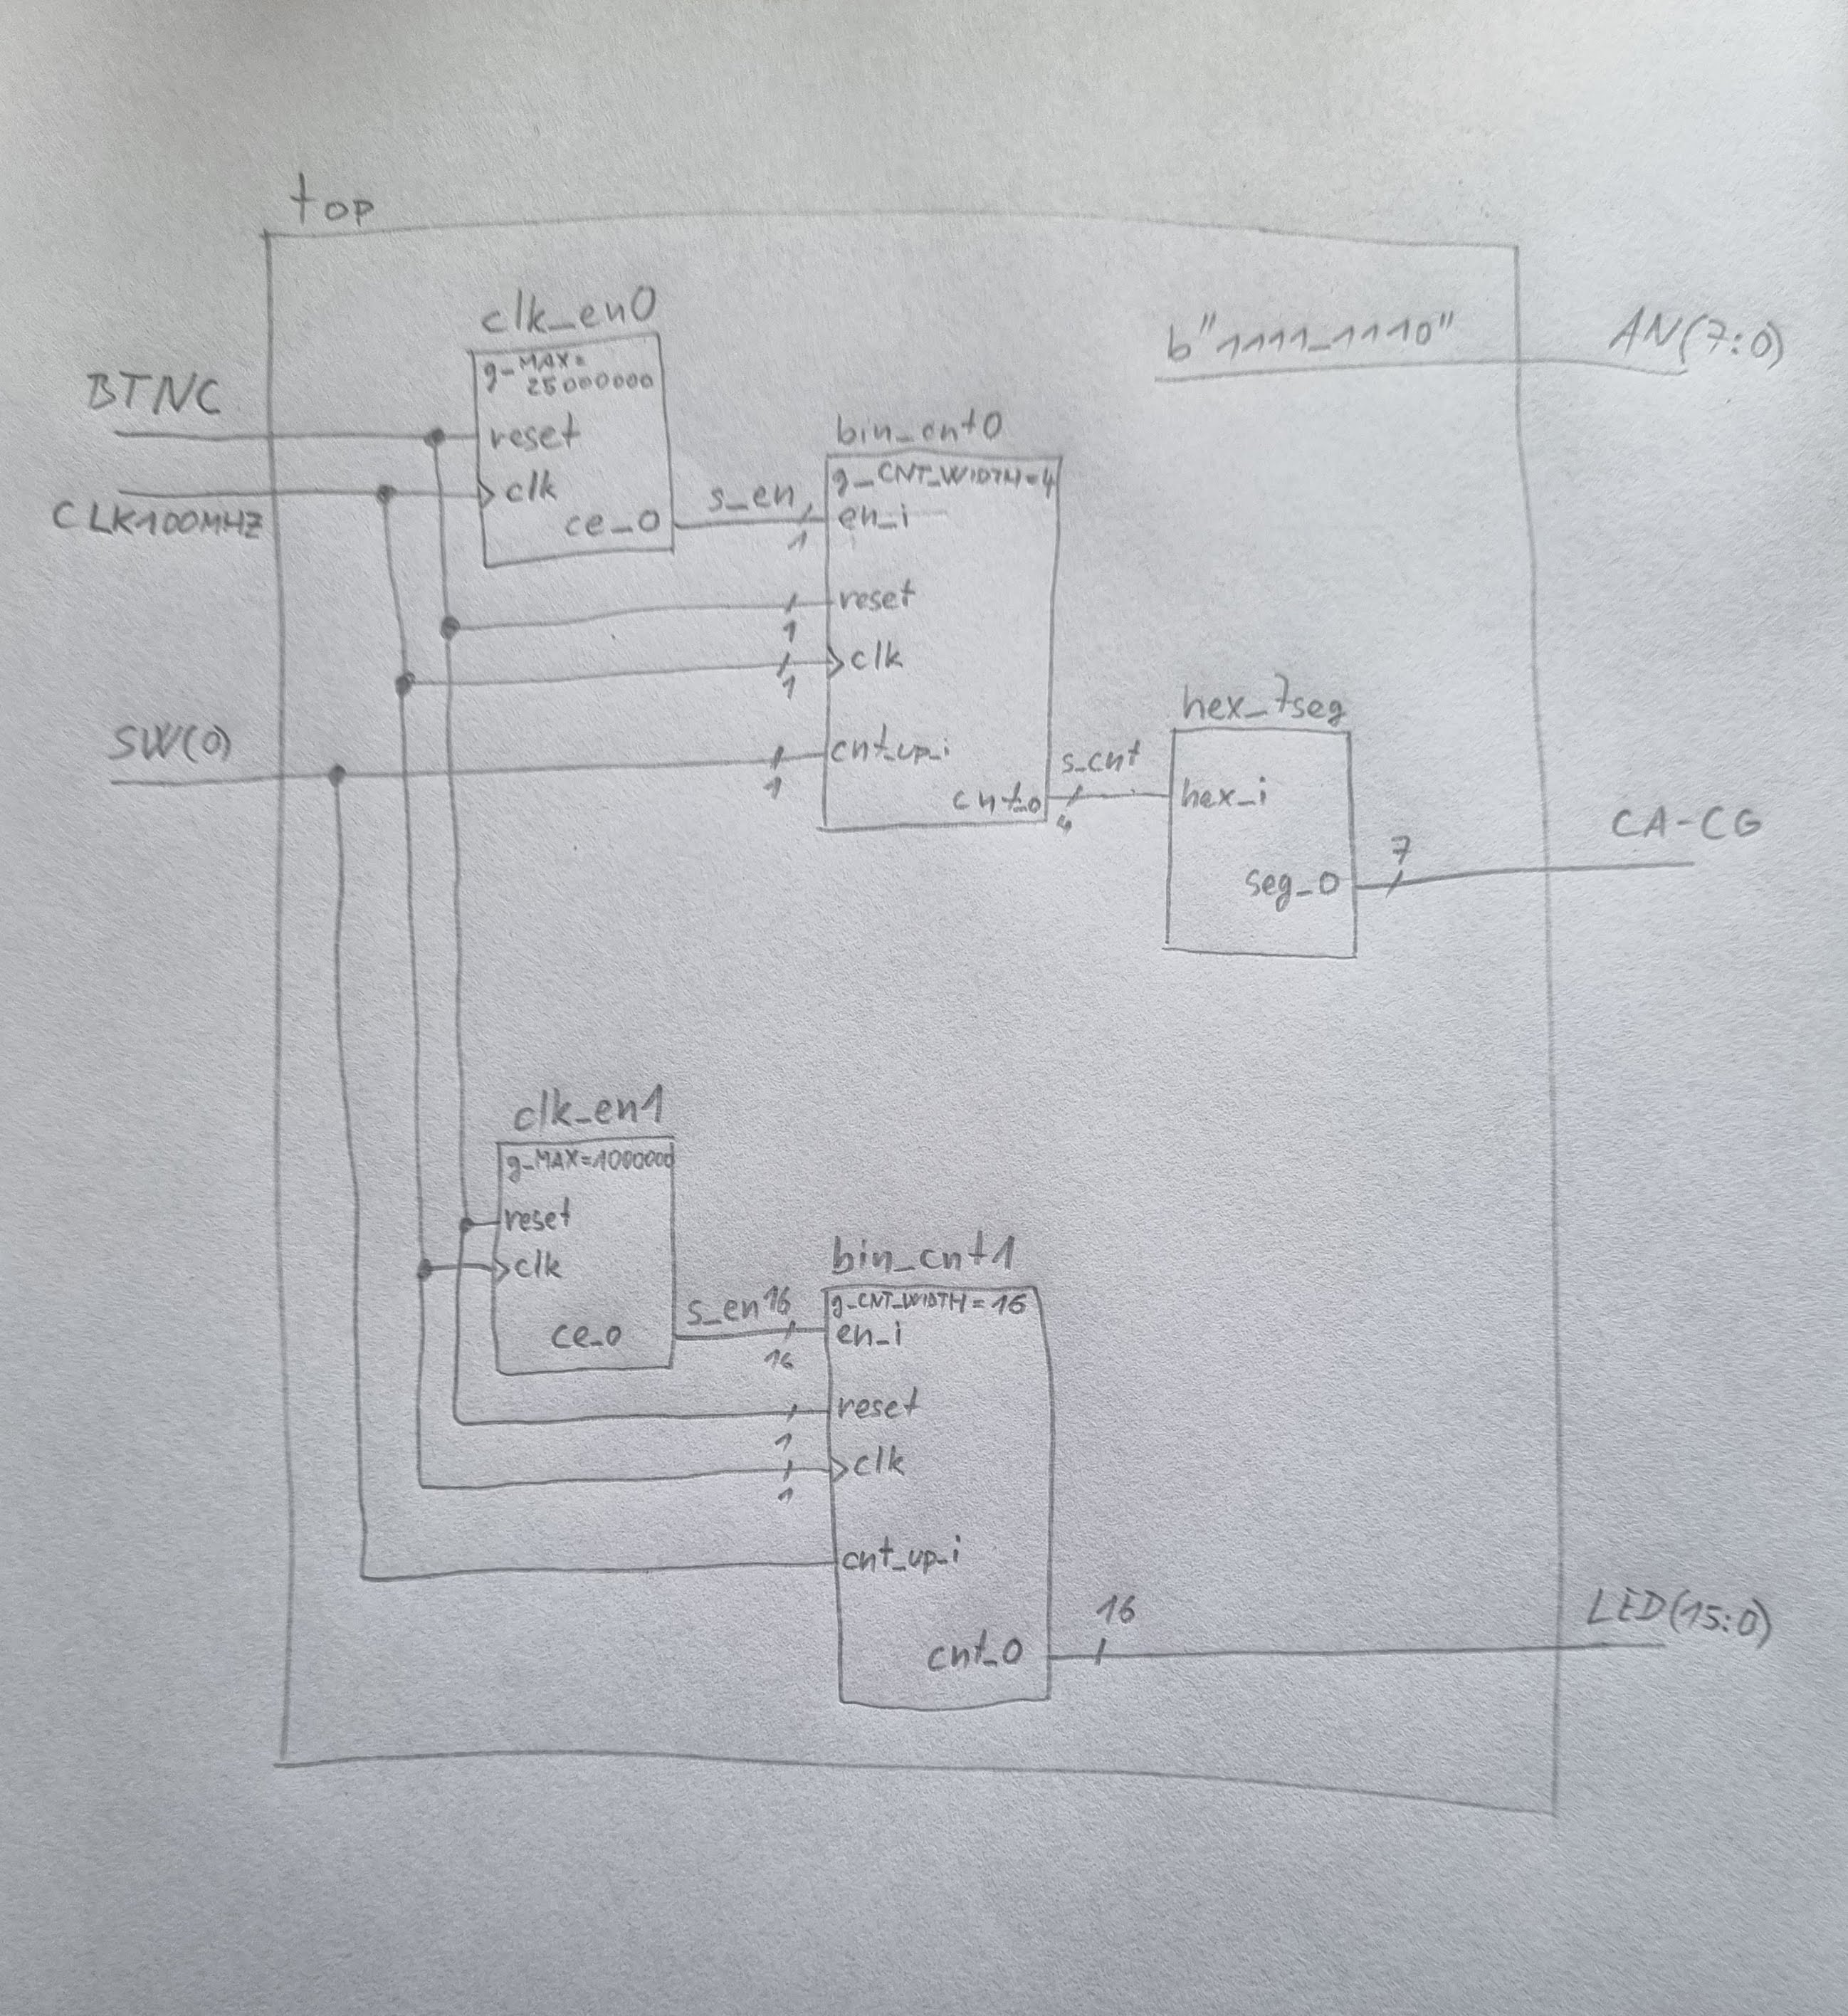 top
clk_en0
g_MAX=
25000000
reset
clk
ce_o
BTNC
CLK100MHZ
SW(0)
s_en
1
bin_cnt0
g_CNT_WIDTH=4
en_i
reset
1
clk
1
cnt_up_i
1
cnt_o
s_cnt
4
hex_7seg
hex_i
seg_o
7
b"1111_1110"
AN(7:0)
CA-CG
clk_en1
g_MAX=1000000
reset
clk
ce_o
s_en16
16
bin_cnt1
g_CNT_WIDTH=16
en_i
reset
1
clk
1
cnt_up_i
cnt_o
16
LED(15:0)